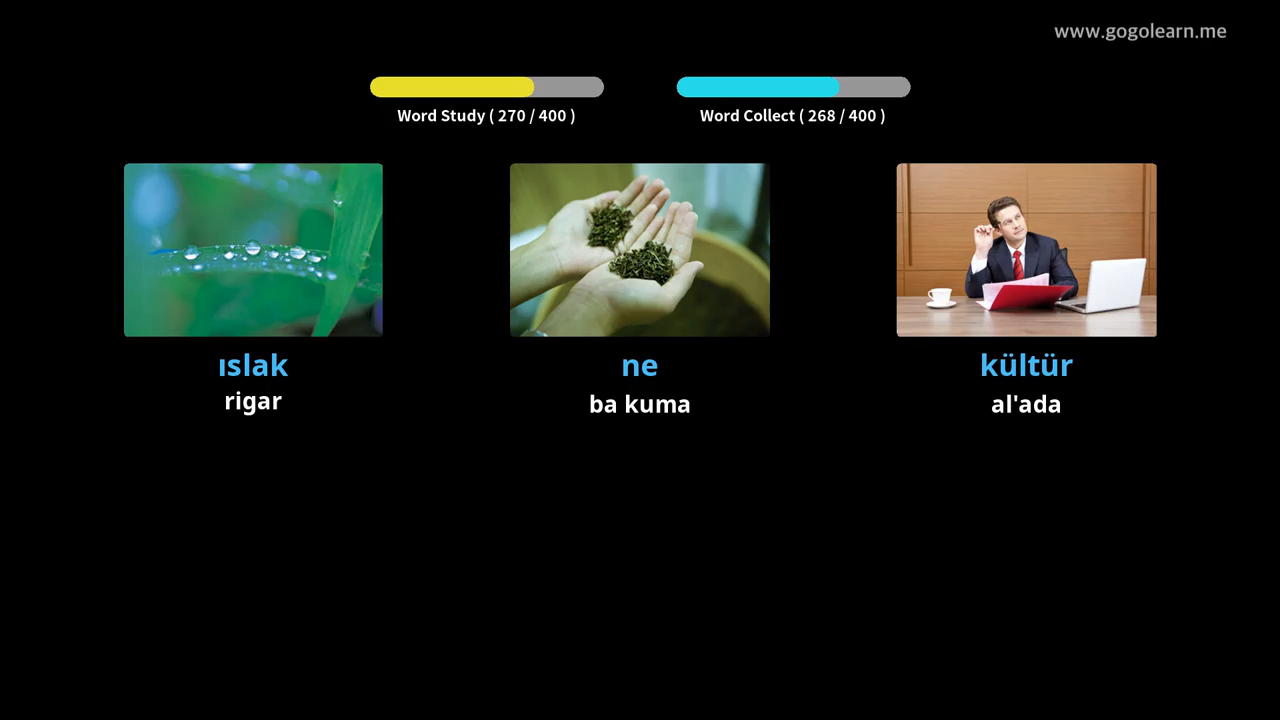 www.gogolearn.me
Word Study ( 270 / 400 )
Word Collect ( 268 / 400 )
ıslak
rigar
ne
ba kuma
kültür
al'ada